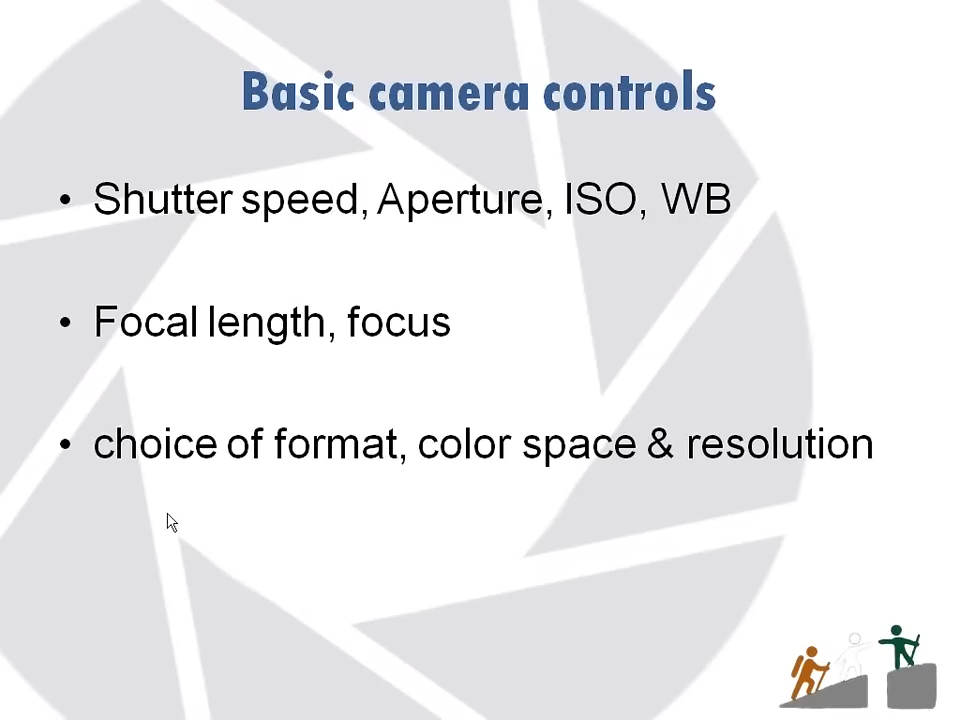 Basic camera controls
• Shutter speed, Aperture, ISO, WB
• Focal length, focus
• choice of format, color space & resolution